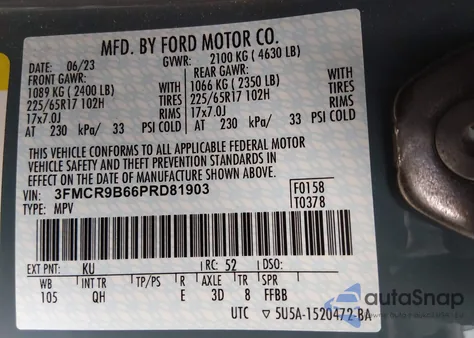 MFD. BY FORD MOTOR CO.
DATE: 06/23 GVWR: 2100 KG (4630 LB)
FRONT GAWR: REAR GAWR:
1089 KG (2400 LB) WITH 1066 KG (2350 LB) WITH
225/65R17 102H TIRES 225/65R17 102H TIRES
17x7.0J RIMS 17x7.0J RIMS
AT 230 kPa/ 33 PSI COLD AT 230 kPa/ 33 PSI COLD
THIS VEHICLE CONFORMS TO ALL APPLICABLE FEDERAL MOTOR
VEHICLE SAFETY AND THEFT PREVENTION STANDARDS IN EFFECT
ON THE DATE OF MANUFACTURE SHOWN ABOVE.
VIN: 3FMCR9B66PRD81903 F0158
TYPE: MPV T0378
EXT PNT: KU RC: 52 DSO:
WB INT TR TP/PS R AXLE TR SPR
105 QH E 3D 8 FFBB
UTC ▽ 5U5A-1520472-BA
autoSnap